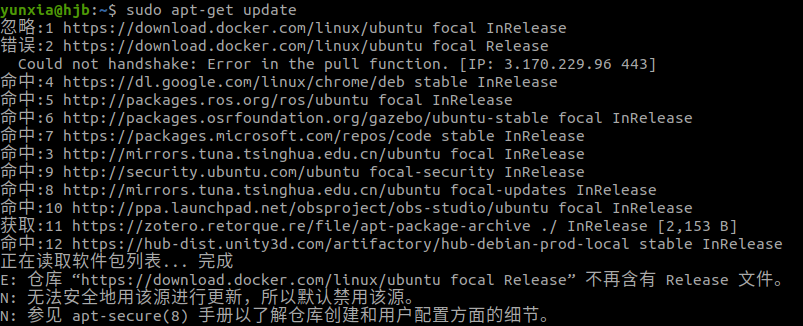 yunxia@hjb:~$ sudo apt-get update
忽略:1 https://download.docker.com/linux/ubuntu focal InRelease
错误:2 https://download.docker.com/linux/ubuntu focal Release
  Could not handshake: Error in the pull function. [IP: 3.170.229.96 443]
命中:4 https://dl.google.com/linux/chrome/deb stable InRelease
命中:5 http://packages.ros.org/ros/ubuntu focal InRelease
命中:6 http://packages.osrfoundation.org/gazebo/ubuntu-stable focal InRelease
命中:7 https://packages.microsoft.com/repos/code stable InRelease
命中:3 http://mirrors.tuna.tsinghua.edu.cn/ubuntu focal InRelease
命中:9 http://security.ubuntu.com/ubuntu focal-security InRelease
命中:8 http://mirrors.tuna.tsinghua.edu.cn/ubuntu focal-updates InRelease
命中:10 http://ppa.launchpad.net/obsproject/obs-studio/ubuntu focal InRelease
获取:11 https://zotero.retorque.re/file/apt-package-archive ./ InRelease [2,153 B]
命中:12 https://hub-dist.unity3d.com/artifactory/hub-debian-prod-local stable InRelease
正在读取软件包列表... 完成
E: 仓库 “https://download.docker.com/linux/ubuntu focal Release” 不再含有 Release 文件。
N: 无法安全地用该源进行更新，所以默认禁用该源。
N: 参见 apt-secure(8) 手册以了解仓库创建和用户配置方面的细节。